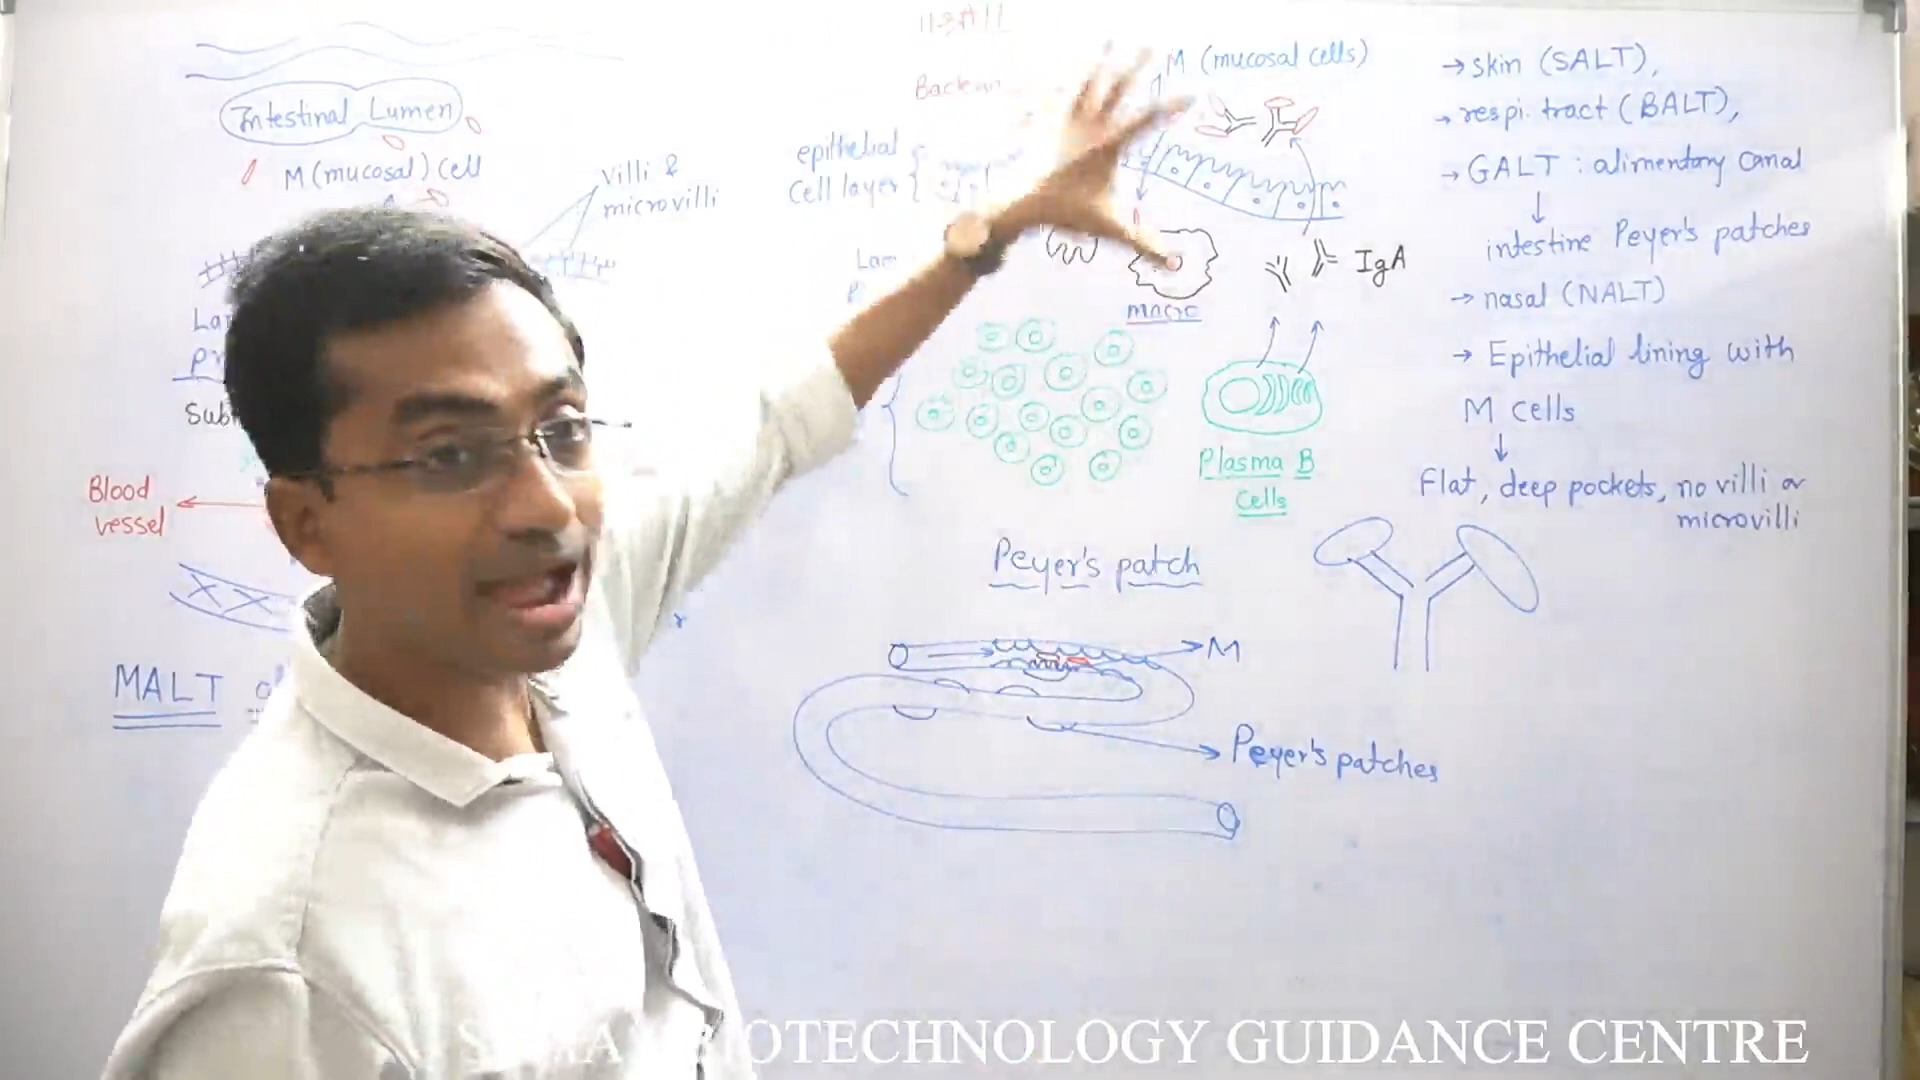 Intestinal Lumen
M (mucosal) cell
villi &
microvilli
Blood
vessel
MALT
M (mucosal cells)
epithelial
Cell layer
IgA
macro
Plasma B
Cells
Peyer's patch
M
Peyer's patches
→ skin (SALT),
→ respi. tract (BALT),
→ GALT : alimentary canal
↓
intestine Peyer's patches
→ nasal (NALT)
→ Epithelial lining with
M cells
↓
Flat, deep pockets, no villi or
microvilli
BIOTECHNOLOGY GUIDANCE CENTRE